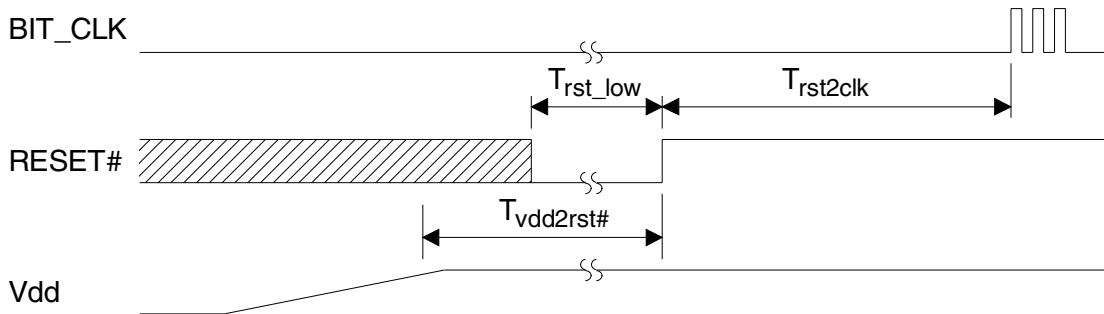 BIT_CLK
Trst_low
Trst2clk
RESET#
Tvdd2rst#
Vdd